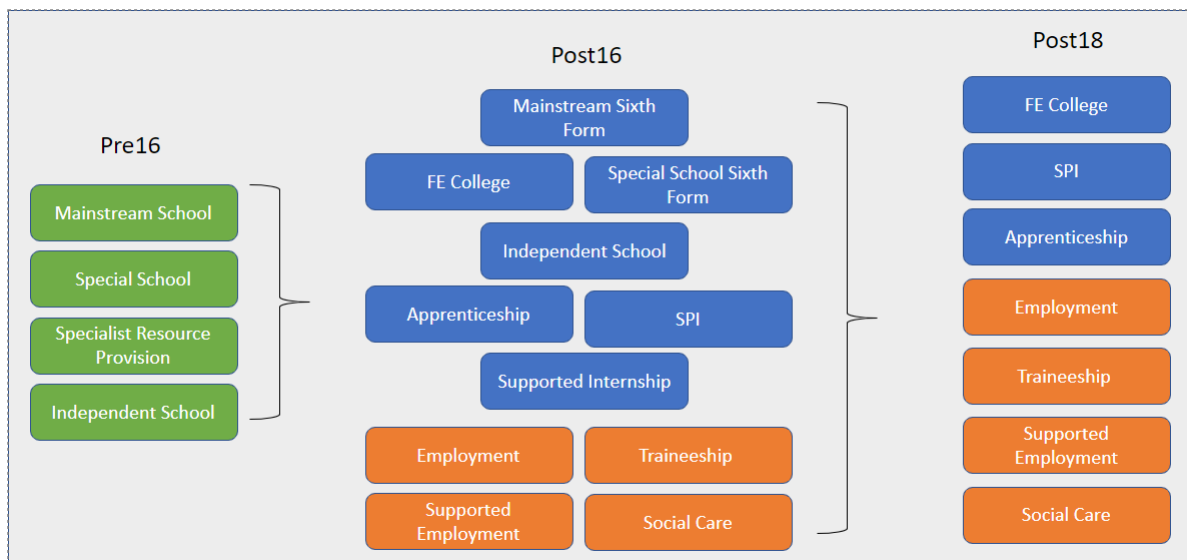 Pre16
Mainstream School
Special School
Specialist Resource
Provision
Independent School
Post16
Mainstream Sixth
Form
FE College
Special School Sixth
Form
Independent School
Apprenticeship
SPI
Supported Internship
Employment
Traineeship
Supported
Employment
Social Care
Post18
FE College
SPI
Apprenticeship
Employment
Traineeship
Supported
Employment
Social Care